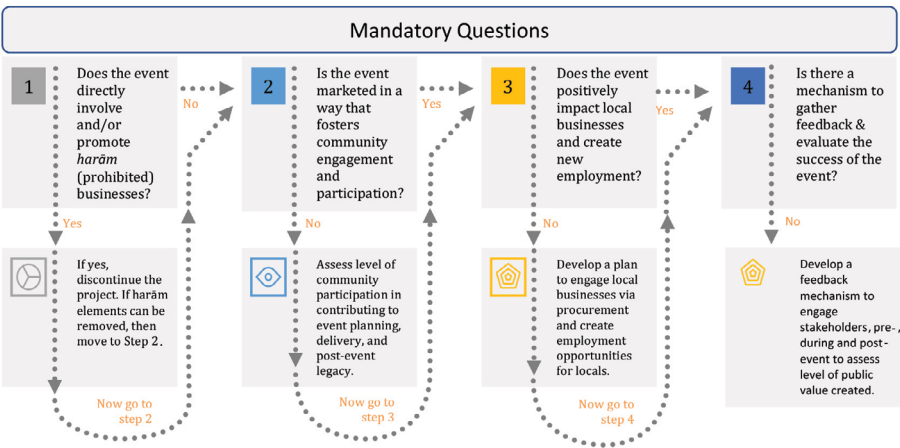 Mandatory Questions
1
Does the event
directly
involve
and/or
promote
harām
(prohibited)
businesses?
No
Yes
If yes,
discontinue the
project. If harām
elements can be
removed, then
move to Step 2.
Now go to
step 2
2
Is the event
marketed in a
way that
fosters
community
engagement
and
participation?
Yes
No
Assess level of
community
participation in
contributing to
event planning,
delivery, and
post-event
legacy.
Now go to
step 3
3
Does the event
positively
impact local
businesses
and create
new
employment?
Yes
No
Develop a plan
to engage local
businesses via
procurement
and create
employment
opportunities
for locals.
Now go to
step 4
4
Is there a
mechanism to
gather
feedback &
evaluate the
success of the
event?
No
Develop a
feedback
mechanism to
engage
stakeholders, pre-,
during and post-
event to assess
level of public
value created.